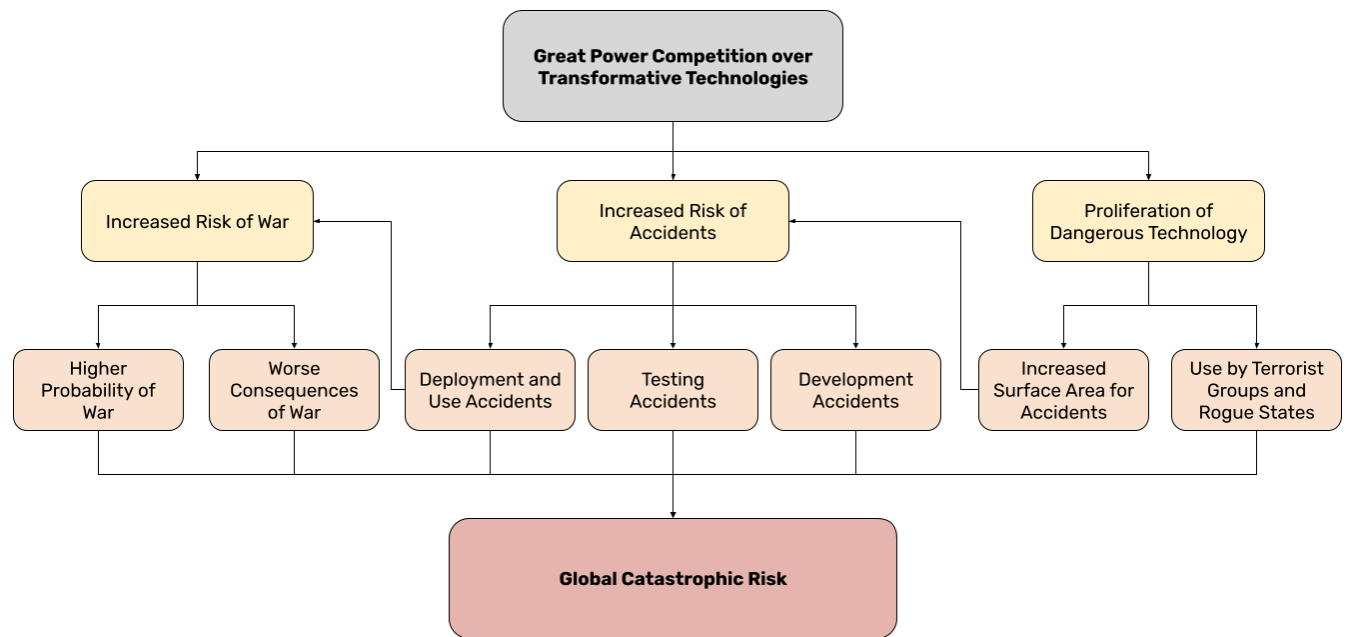 Great Power Competition over
Transformative Technologies
Increased Risk of War
Increased Risk of
Accidents
Proliferation of
Dangerous Technology
Higher
Probability of
War
Worse
Consequences
of War
Deployment and
Use Accidents
Testing
Accidents
Development
Accidents
Increased
Surface Area for
Accidents
Use by Terrorist
Groups and
Rogue States
Global Catastrophic Risk